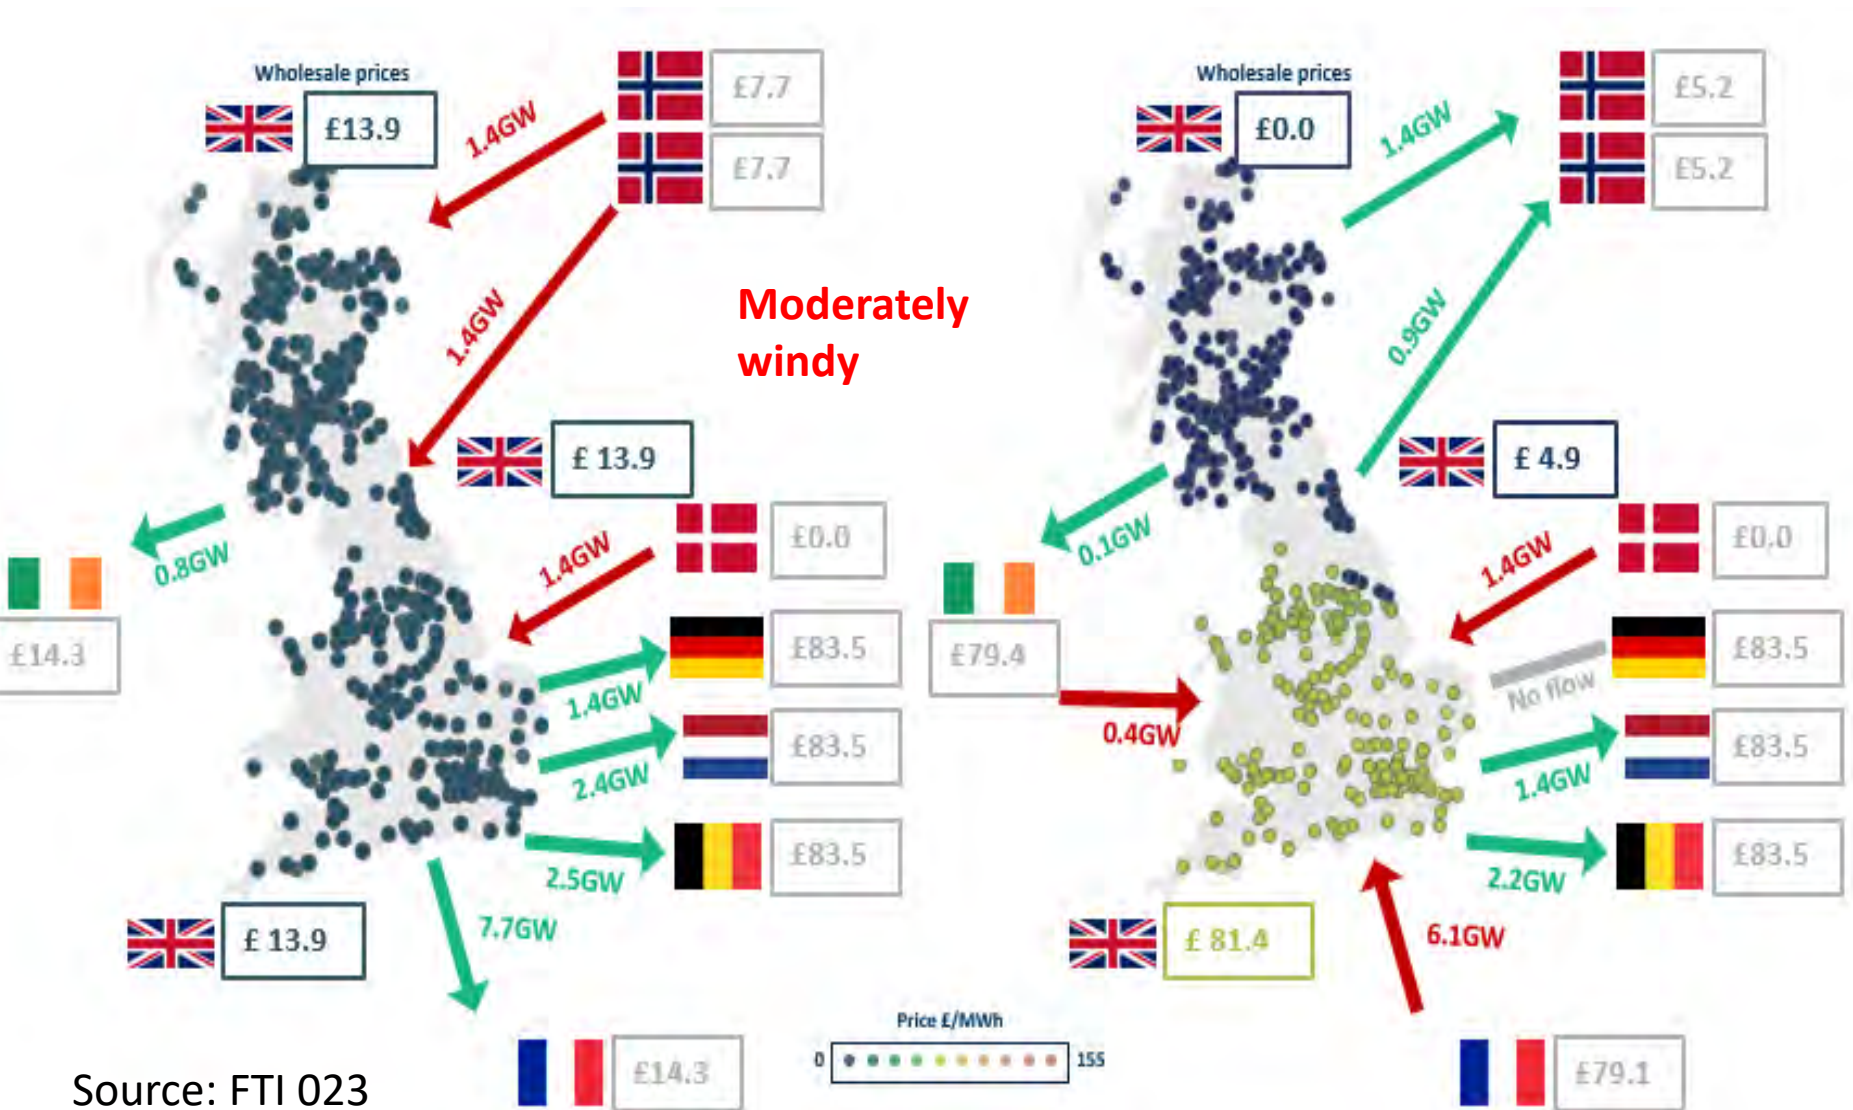 Wholesale prices
£13.9
£7.7
£7.7
1.4GW
1.4GW
£ 13.9
0.8GW
£14.3
1.4GW
£0.0
1.4GW
£83.5
2.4GW
£83.5
2.5GW
£83.5
7.7GW
£ 13.9
£14.3
Source: FTI 023
Moderately
windy
Price £/MWh
0
155
Wholesale prices
£0.0
£5.2
£5.2
1.4GW
0.9GW
£ 4.9
0.1GW
£79.4
0.4GW
1.4GW
£0.0
No flow
£83.5
1.4GW
£83.5
2.2GW
£83.5
£ 81.4
6.1GW
£79.1